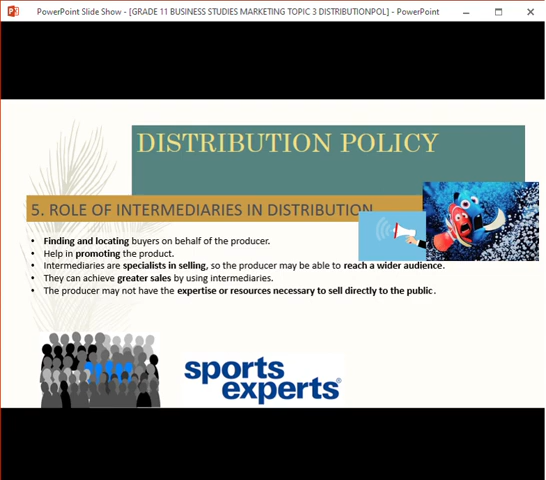 PowerPoint Slide Show - [GRADE 11 BUSINESS STUDIES MARKETING TOPIC 3 DISTRIBUTIONPOL] - PowerPoint
DISTRIBUTION POLICY
5. ROLE OF INTERMEDIARIES IN DISTRIBUTION
• Finding and locating buyers on behalf of the producer.
• Help in promoting the product.
• Intermediaries are specialists in selling, so the producer may be able to reach a wider audience.
• They can achieve greater sales by using intermediaries.
• The producer may not have the expertise or resources necessary to sell directly to the public.
sports
experts®